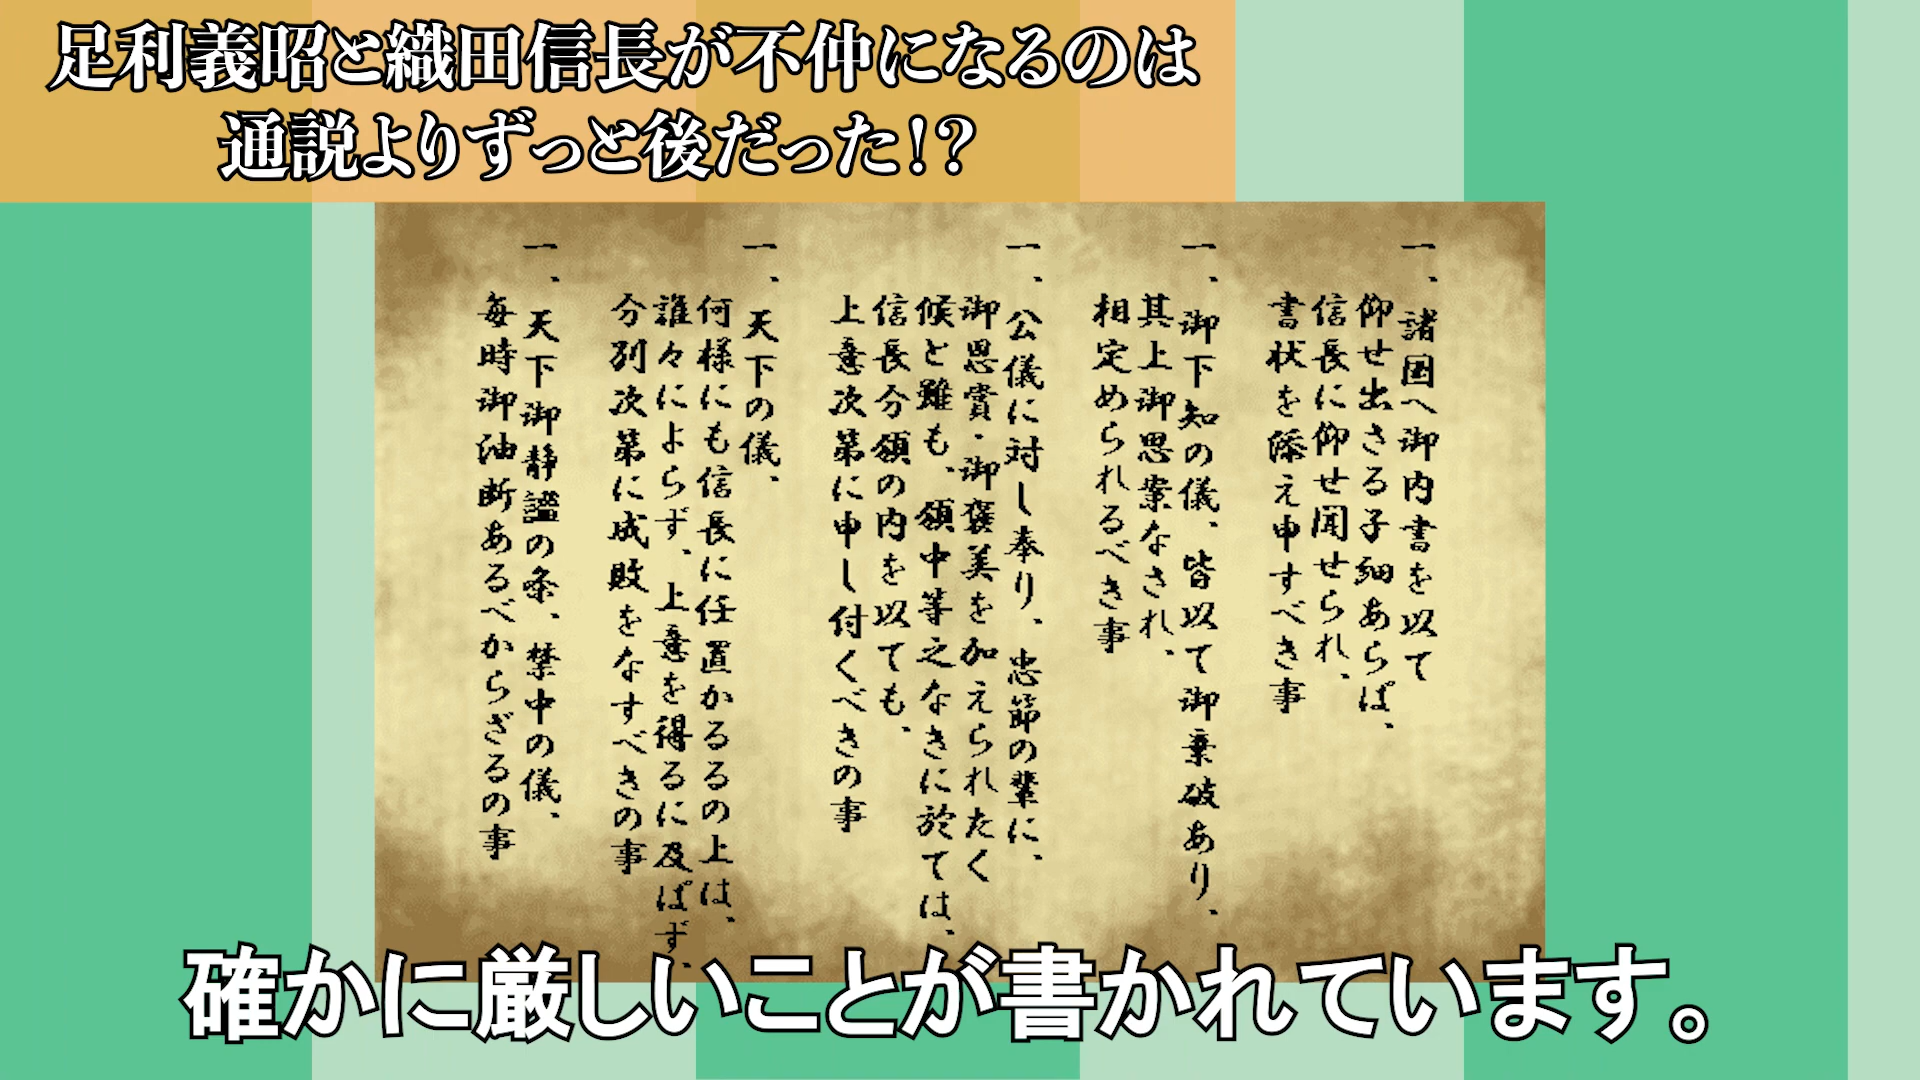 足利義昭と織田信長が不仲になるのは
通説よりずっと後だった!?
一、諸国へ御内書を以て
仰せ出さる子細あらば、
信長に仰せ聞せられ、
書状を添え申すべき事
一、御下知の儀、皆以て御棄破あり、
其上御思案なされ、
相定められるべき事
一、公儀に対し奉り、忠節の輩に、
御恩賞・御褒美を加えられたく
候と雖も、領中等之なきに於ては、
信長分領の内を以ても、
上意次第に申し付くべきの事
一、天下の儀、
何様にも信長に任置かるるの上は、
誰々によらず、上意を得るに及ばず、
分別次第に成敗をなすべきの事
一、天下御静謐の条、禁中の儀、
毎時御油断あるべからざるの事
確かに厳しいことが書かれています。